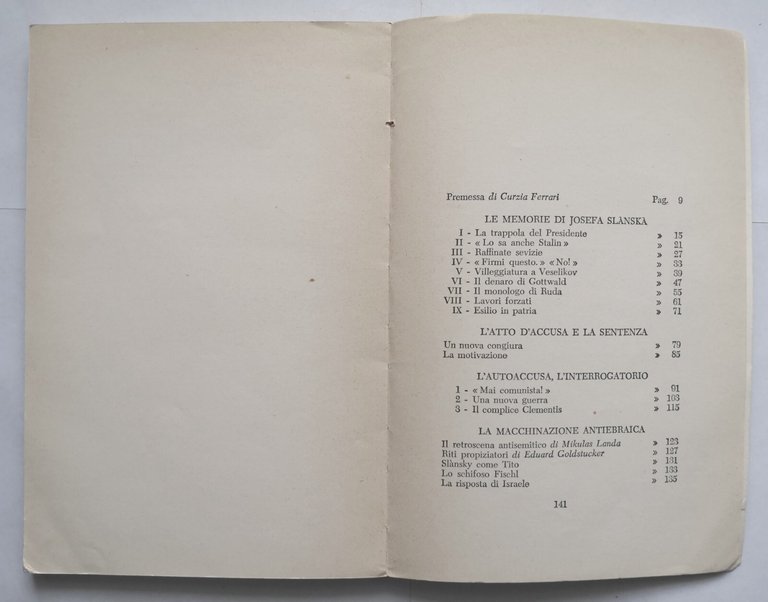 Premessa di Curzia Ferrari Pag. 9
LE MEMORIE DI JOSEFA SLÀNSKÀ
I - La trappola del Presidente » 15
II - « Lo sa anche Stalin » » 21
III - Raffinate sevizie » 27
IV - « Firmi questo. » « No! » » 33
V - Villeggiatura a Veselikov » 39
VI - Il denaro di Gottwald » 47
VII - Il monologo di Ruda » 55
VIII - Lavori forzati » 61
IX - Esilio in patria » 71
L'ATTO D'ACCUSA E LA SENTENZA
Un nuova congiura » 79
La motivazione » 85
L'AUTOACCUSA, L'INTERROGATORIO
1 - « Mai comunista! » » 91
2 - Una nuova guerra » 103
3 - Il complice Clementis » 115
LA MACCHINAZIONE ANTIEBRAICA
Il retroscena antisemitico di Mikulas Landa » 123
Riti propiziatori di Eduard Goldstucker » 127
Slànsky come Tito » 131
Lo schifoso Fischl » 133
La risposta di Israele » 135
141